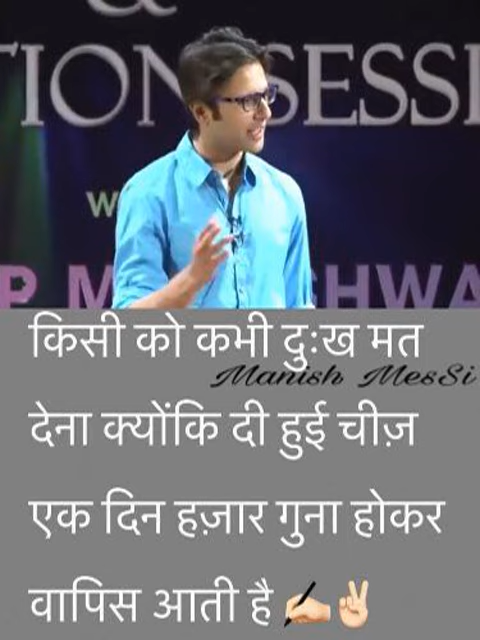 &
TION SESSI
W
P M HWA
किसी को कभी दुःख मत
Manish MesSi
देना क्योंकि दी हुई चीज़
एक दिन हज़ार गुना होकर
वापिस आती है ✍🏻✌🏻